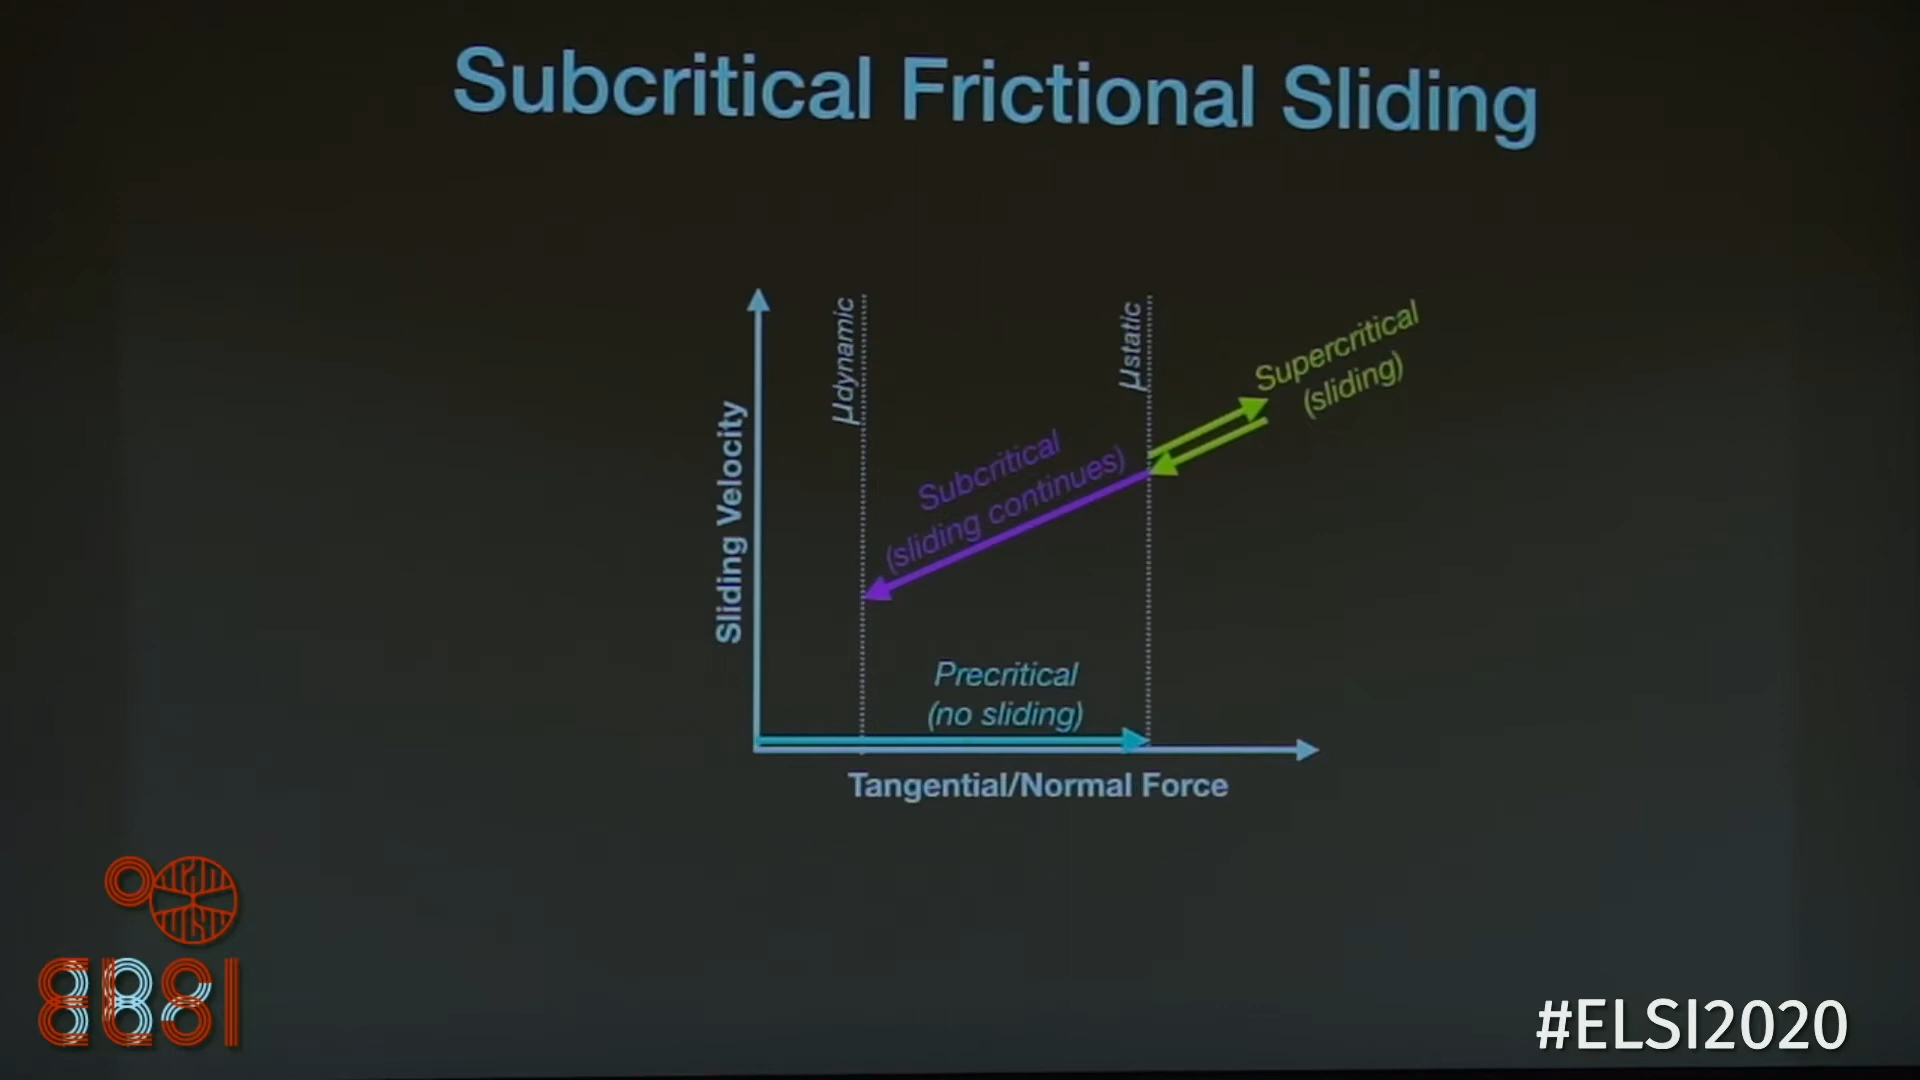 Subcritical Frictional Sliding
μdynamic
μstatic
Supercritical
(sliding)
Subcritical
(sliding continues)
Sliding Velocity
Precritical
(no sliding)
Tangential/Normal Force
ELSI
#ELSI2020